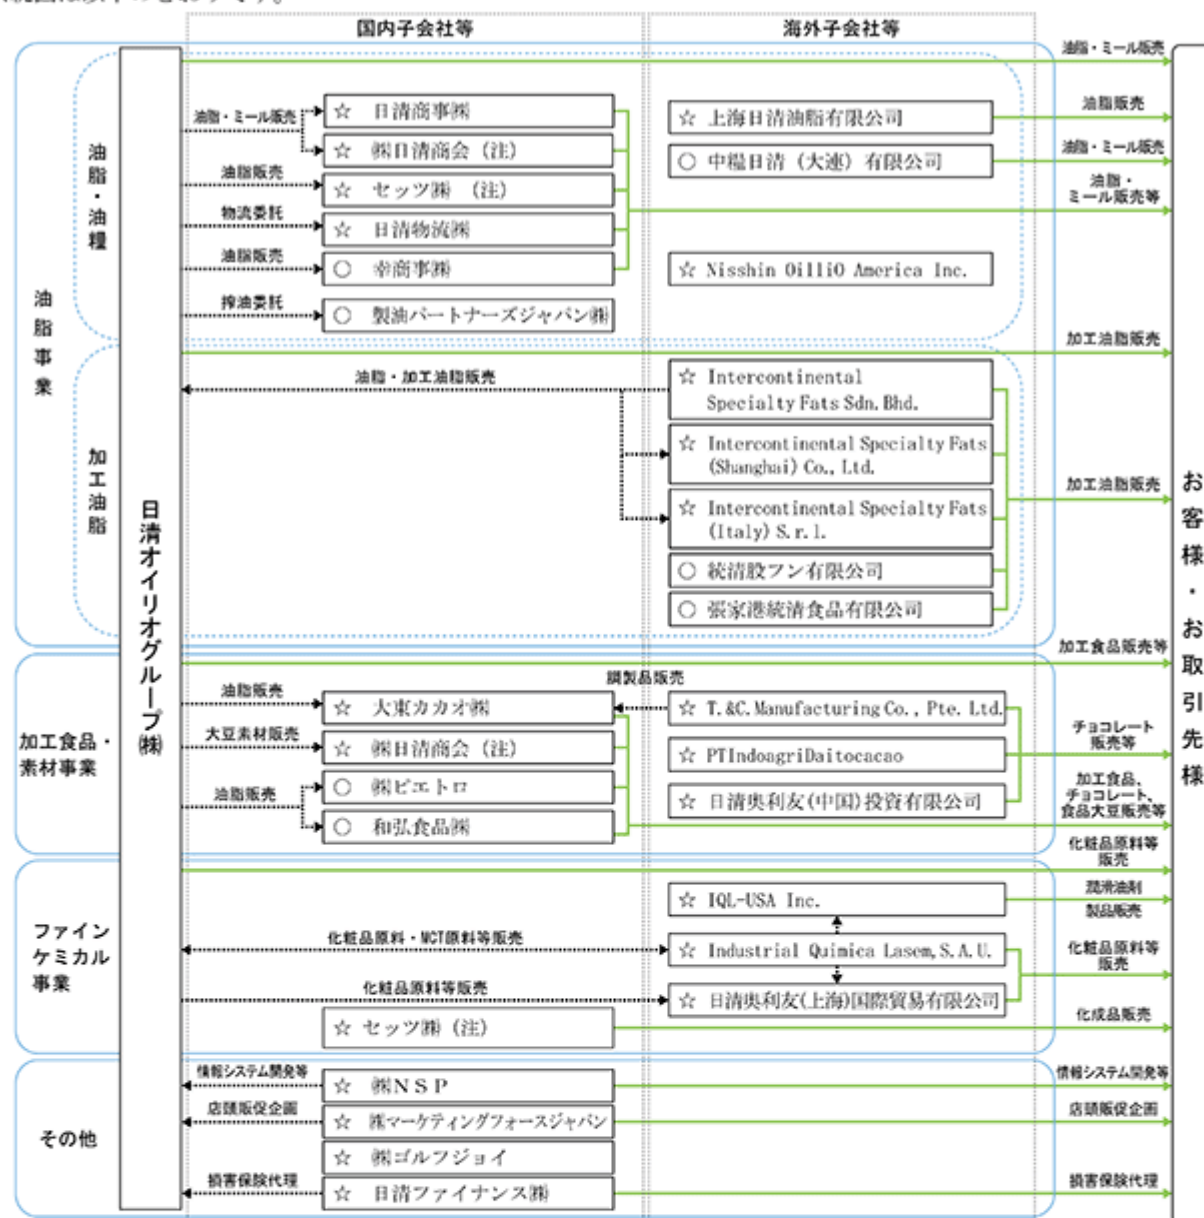 国内子会社等
海外子会社等
油脂事業
油脂・油糧
加工油脂
日清オイリオグループ㈱
お客様・お取引先様
油脂・ミール販売
油脂・ミール販売
☆ 日清商事㈱
☆ ㈱日清商会（注）
油脂販売
☆ セッツ㈱ （注）
物流委託
☆ 日清物流㈱
油脂販売
○ 幸商事㈱
搾油委託
○ 製油パートナーズジャパン㈱
☆ 上海日清油脂有限公司
油脂販売
○ 中糧日清（大連）有限公司
油脂・ミール販売
油脂・
ミール販売等
☆ Nisshin OilliO America Inc.
加工油脂販売
油脂・加工油脂販売
☆ Intercontinental
Specialty Fats Sdn. Bhd.
☆ Intercontinental Specialty Fats
(Shanghai) Co., Ltd.
☆ Intercontinental Specialty Fats
(Italy) S. r. l.
○ 統清股フン有限公司
○ 張家港統清食品有限公司
加工油脂販売
加工食品・
素材事業
加工食品販売等
調製品販売
油脂販売
☆ 大東カカオ㈱
大豆素材販売
☆ ㈱日清商会（注）
油脂販売
○ ㈱ピエトロ
○ 和弘食品㈱
☆ T. &C. Manufacturing Co., Pte. Ltd.
☆ PTIndoagriDaitocacao
☆ 日清奥利友(中国)投資有限公司
チョコレート
販売等
加工食品、
チョコレート、
食品大豆販売等
ファイン
ケミカル
事業
化粧品原料等
販売
☆ IQL-USA Inc.
潤滑油剤
製品販売
化粧品原料・MCT原料等販売
☆ Industrial Quimica Lasem, S. A. U.
化粧品原料等
販売
化粧品原料等販売
☆ 日清奥利友(上海)国際貿易有限公司
☆ セッツ㈱（注）
化成品販売
その他
情報システム開発等
☆ ㈱ＮＳＰ
情報システム開発等
店頭販促企画
☆ ㈱マーケティングフォースジャパン
店頭販促企画
☆ ㈱ゴルフジョイ
損害保険代理
☆ 日清ファイナンス㈱
損害保険代理